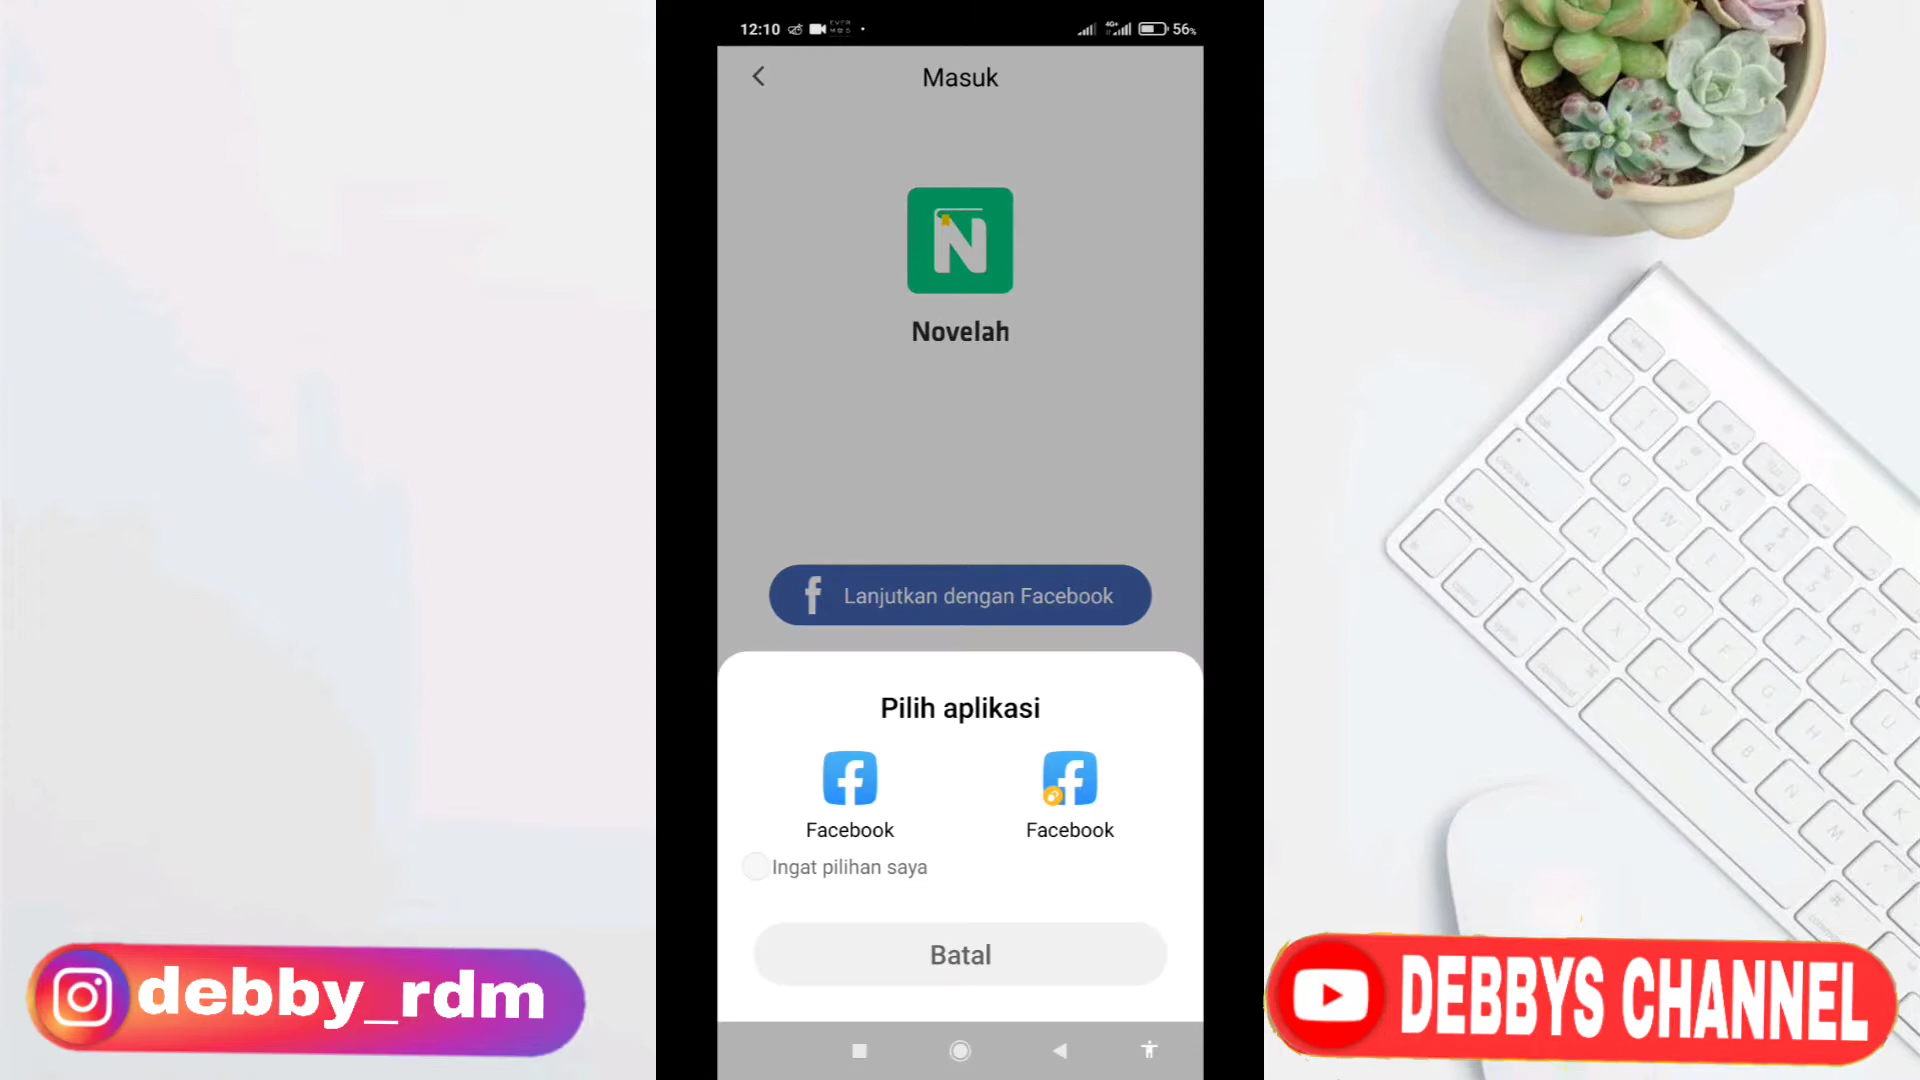 12:10
4G+
56%
Masuk
N
Novelah
Lanjutkan dengan Facebook
Pilih aplikasi
Facebook
Facebook
Ingat pilihan saya
Batal
debby_rdm
DEBBYS CHANNEL